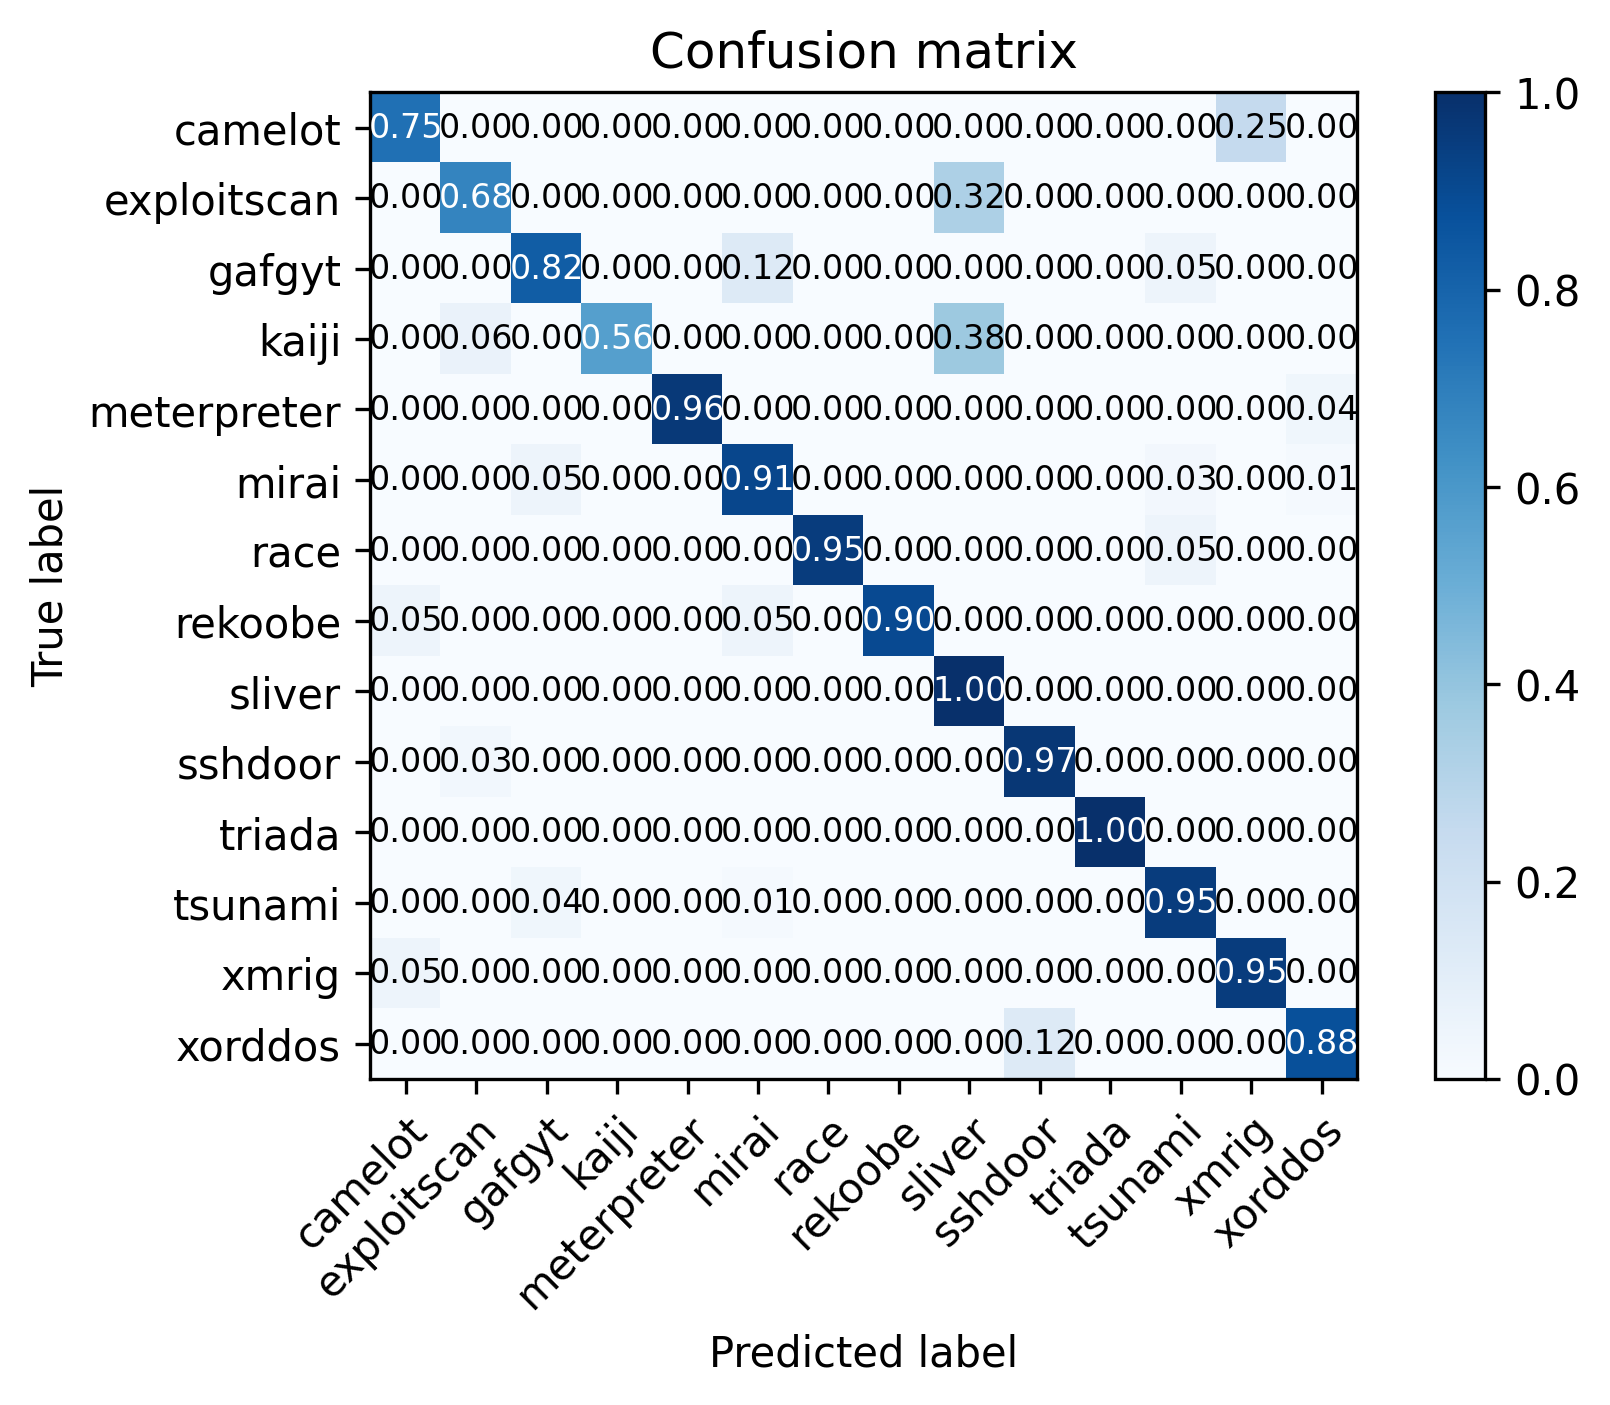 Confusion matrix
camelot 0.75 0.00 0.00 0.00 0.00 0.00 0.00 0.00 0.00 0.00 0.00 0.00 0.25 0.00
exploitscan 0.00 0.68 0.00 0.00 0.00 0.00 0.00 0.00 0.32 0.00 0.00 0.00 0.00 0.00
gafgyt 0.00 0.00 0.82 0.00 0.00 0.12 0.00 0.00 0.00 0.00 0.00 0.05 0.00 0.00
kaiji 0.00 0.06 0.00 0.56 0.00 0.00 0.00 0.00 0.38 0.00 0.00 0.00 0.00 0.00
meterpreter 0.00 0.00 0.00 0.00 0.96 0.00 0.00 0.00 0.00 0.00 0.00 0.00 0.00 0.04
mirai 0.00 0.00 0.05 0.00 0.00 0.91 0.00 0.00 0.00 0.00 0.00 0.03 0.00 0.01
race 0.00 0.00 0.00 0.00 0.00 0.00 0.95 0.00 0.00 0.00 0.00 0.05 0.00 0.00
rekoobe 0.05 0.00 0.00 0.00 0.00 0.05 0.00 0.90 0.00 0.00 0.00 0.00 0.00 0.00
sliver 0.00 0.00 0.00 0.00 0.00 0.00 0.00 0.00 1.00 0.00 0.00 0.00 0.00 0.00
sshdoor 0.00 0.03 0.00 0.00 0.00 0.00 0.00 0.00 0.00 0.97 0.00 0.00 0.00 0.00
triada 0.00 0.00 0.00 0.00 0.00 0.00 0.00 0.00 0.00 0.00 1.00 0.00 0.00 0.00
tsunami 0.00 0.00 0.04 0.00 0.00 0.01 0.00 0.00 0.00 0.00 0.00 0.95 0.00 0.00
xmrig 0.05 0.00 0.00 0.00 0.00 0.00 0.00 0.00 0.00 0.00 0.00 0.00 0.95 0.00
xorddos 0.00 0.00 0.00 0.00 0.00 0.00 0.00 0.00 0.00 0.12 0.00 0.00 0.00 0.88
True label
camelot
exploitscan
gafgyt
kaiji
meterpreter
mirai
race
rekoobe
sliver
sshdoor
triada
tsunami
xmrig
xorddos
Predicted label
1.0
0.8
0.6
0.4
0.2
0.0